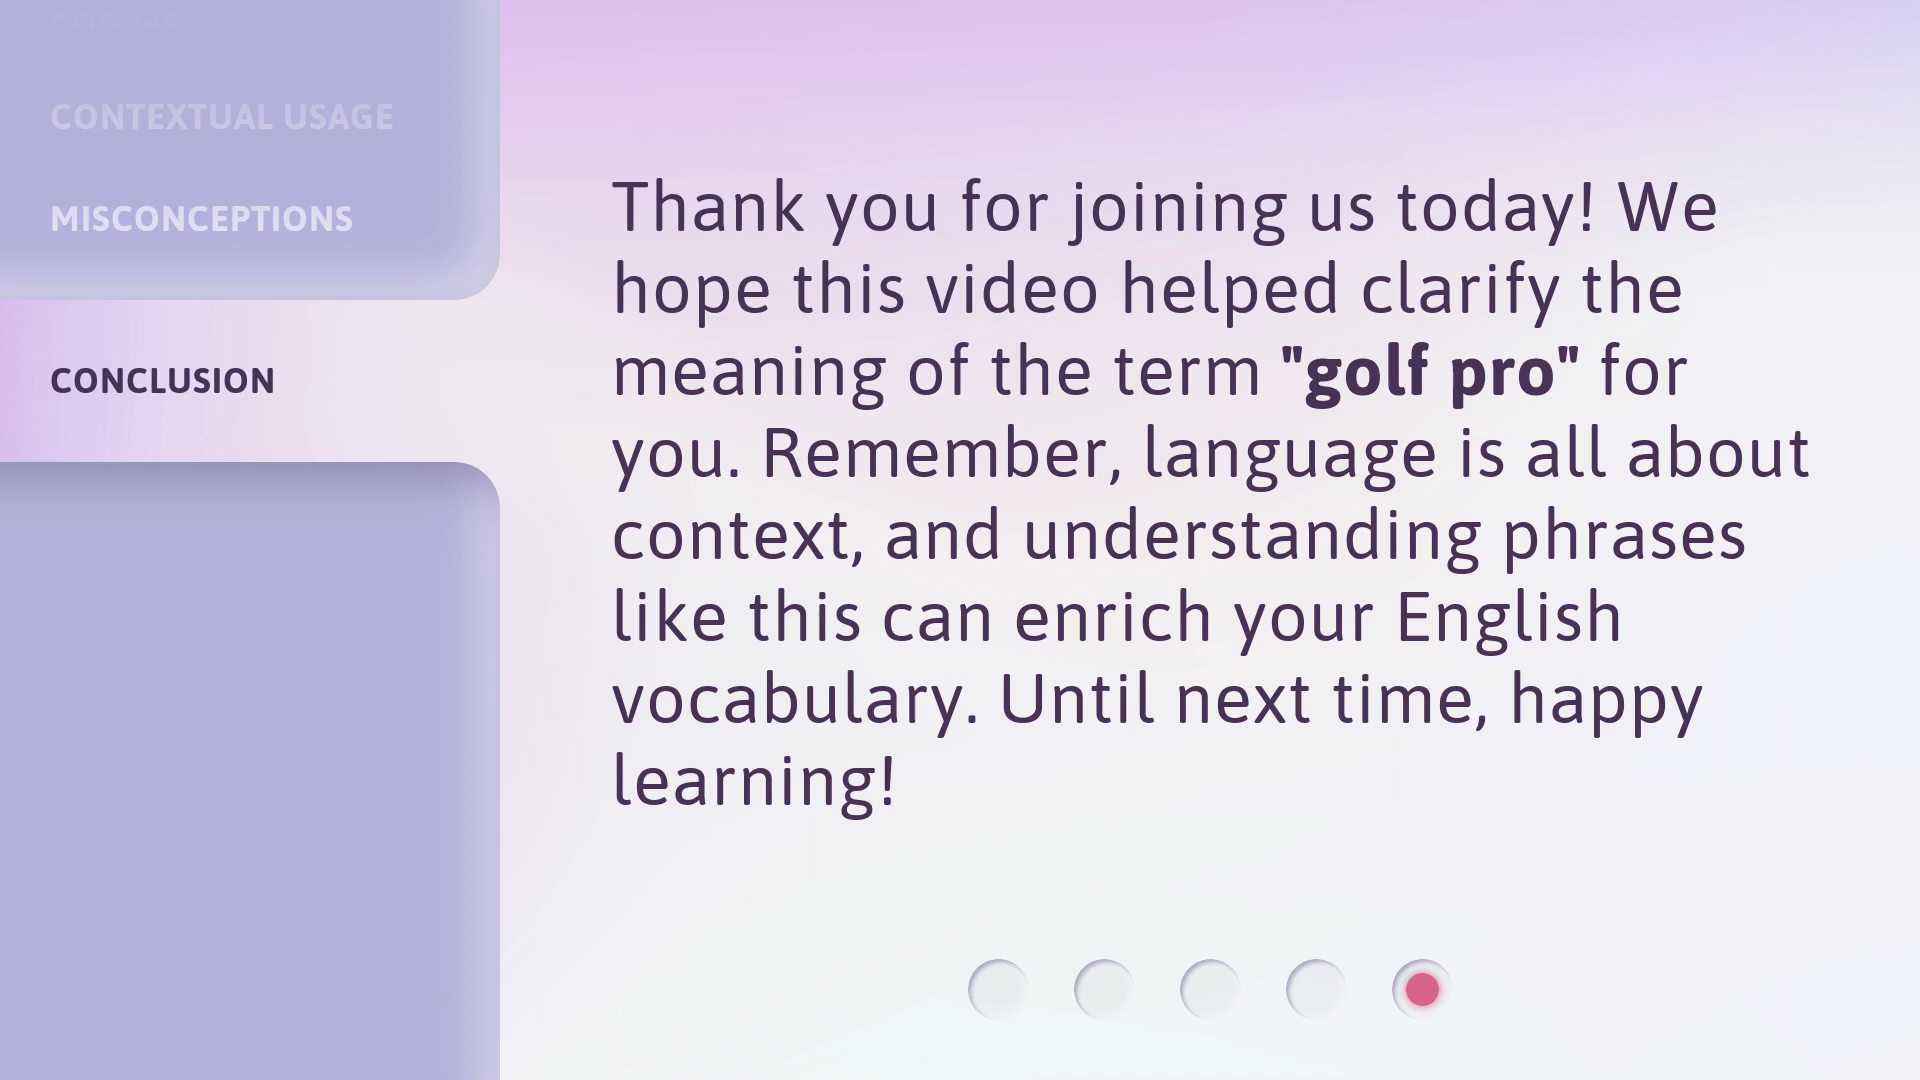 PHRASE
CONTEXTUAL USAGE
MISCONCEPTIONS
CONCLUSION
Thank you for joining us today! We
hope this video helped clarify the
meaning of the term "golf pro" for
you. Remember, language is all about
context, and understanding phrases
like this can enrich your English
vocabulary. Until next time, happy
learning!